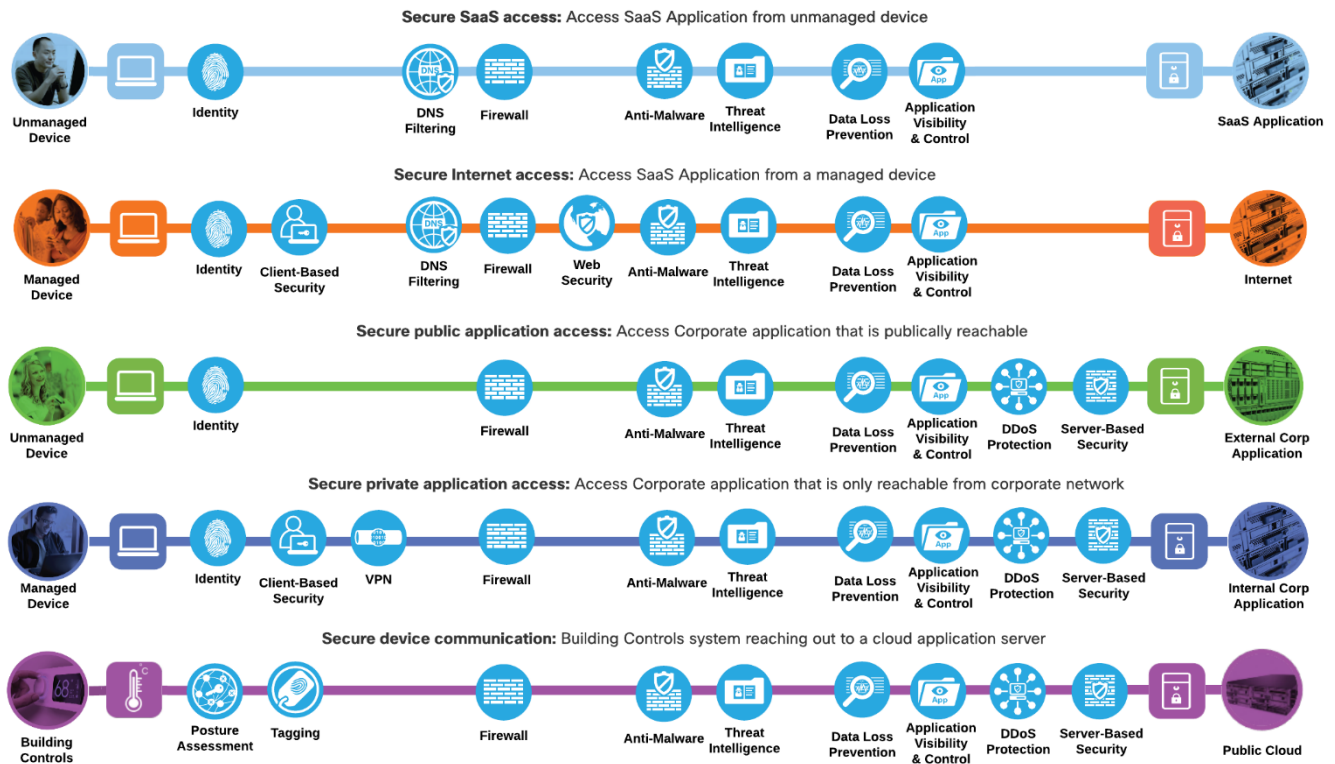 Secure SaaS access: Access SaaS Application from unmanaged device
DNS
App
Unmanaged
Device
Identity
DNS
Filtering
Firewall
Anti-Malware
Threat
Intelligence
Data Loss
Prevention
Application
Visibility
& Control
SaaS Application
Secure Internet access: Access SaaS Application from a managed device
DNS
App
Managed
Device
Identity
Client-Based
Security
DNS
Filtering
Firewall
Web
Security
Anti-Malware
Threat
Intelligence
Data Loss
Prevention
Application
Visibility
& Control
Internet
Secure public application access: Access Corporate application that is publically reachable
App
Unmanaged
Device
Identity
Firewall
Anti-Malware
Threat
Intelligence
Data Loss
Prevention
Application
Visibility
& Control
DDoS
Protection
Server-Based
Security
External Corp
Application
Secure private application access: Access Corporate application that is only reachable from corporate network
App
Managed
Device
Identity
Client-Based
Security
VPN
Firewall
Anti-Malware
Threat
Intelligence
Data Loss
Prevention
Application
Visibility
& Control
DDoS
Protection
Server-Based
Security
Internal Corp
Application
Secure device communication: Building Controls system reaching out to a cloud application server
68
°C
App
Building
Controls
Posture
Assessment
Tagging
Firewall
Anti-Malware
Threat
Intelligence
Data Loss
Prevention
Application
Visibility
& Control
DDoS
Protection
Server-Based
Security
Public Cloud